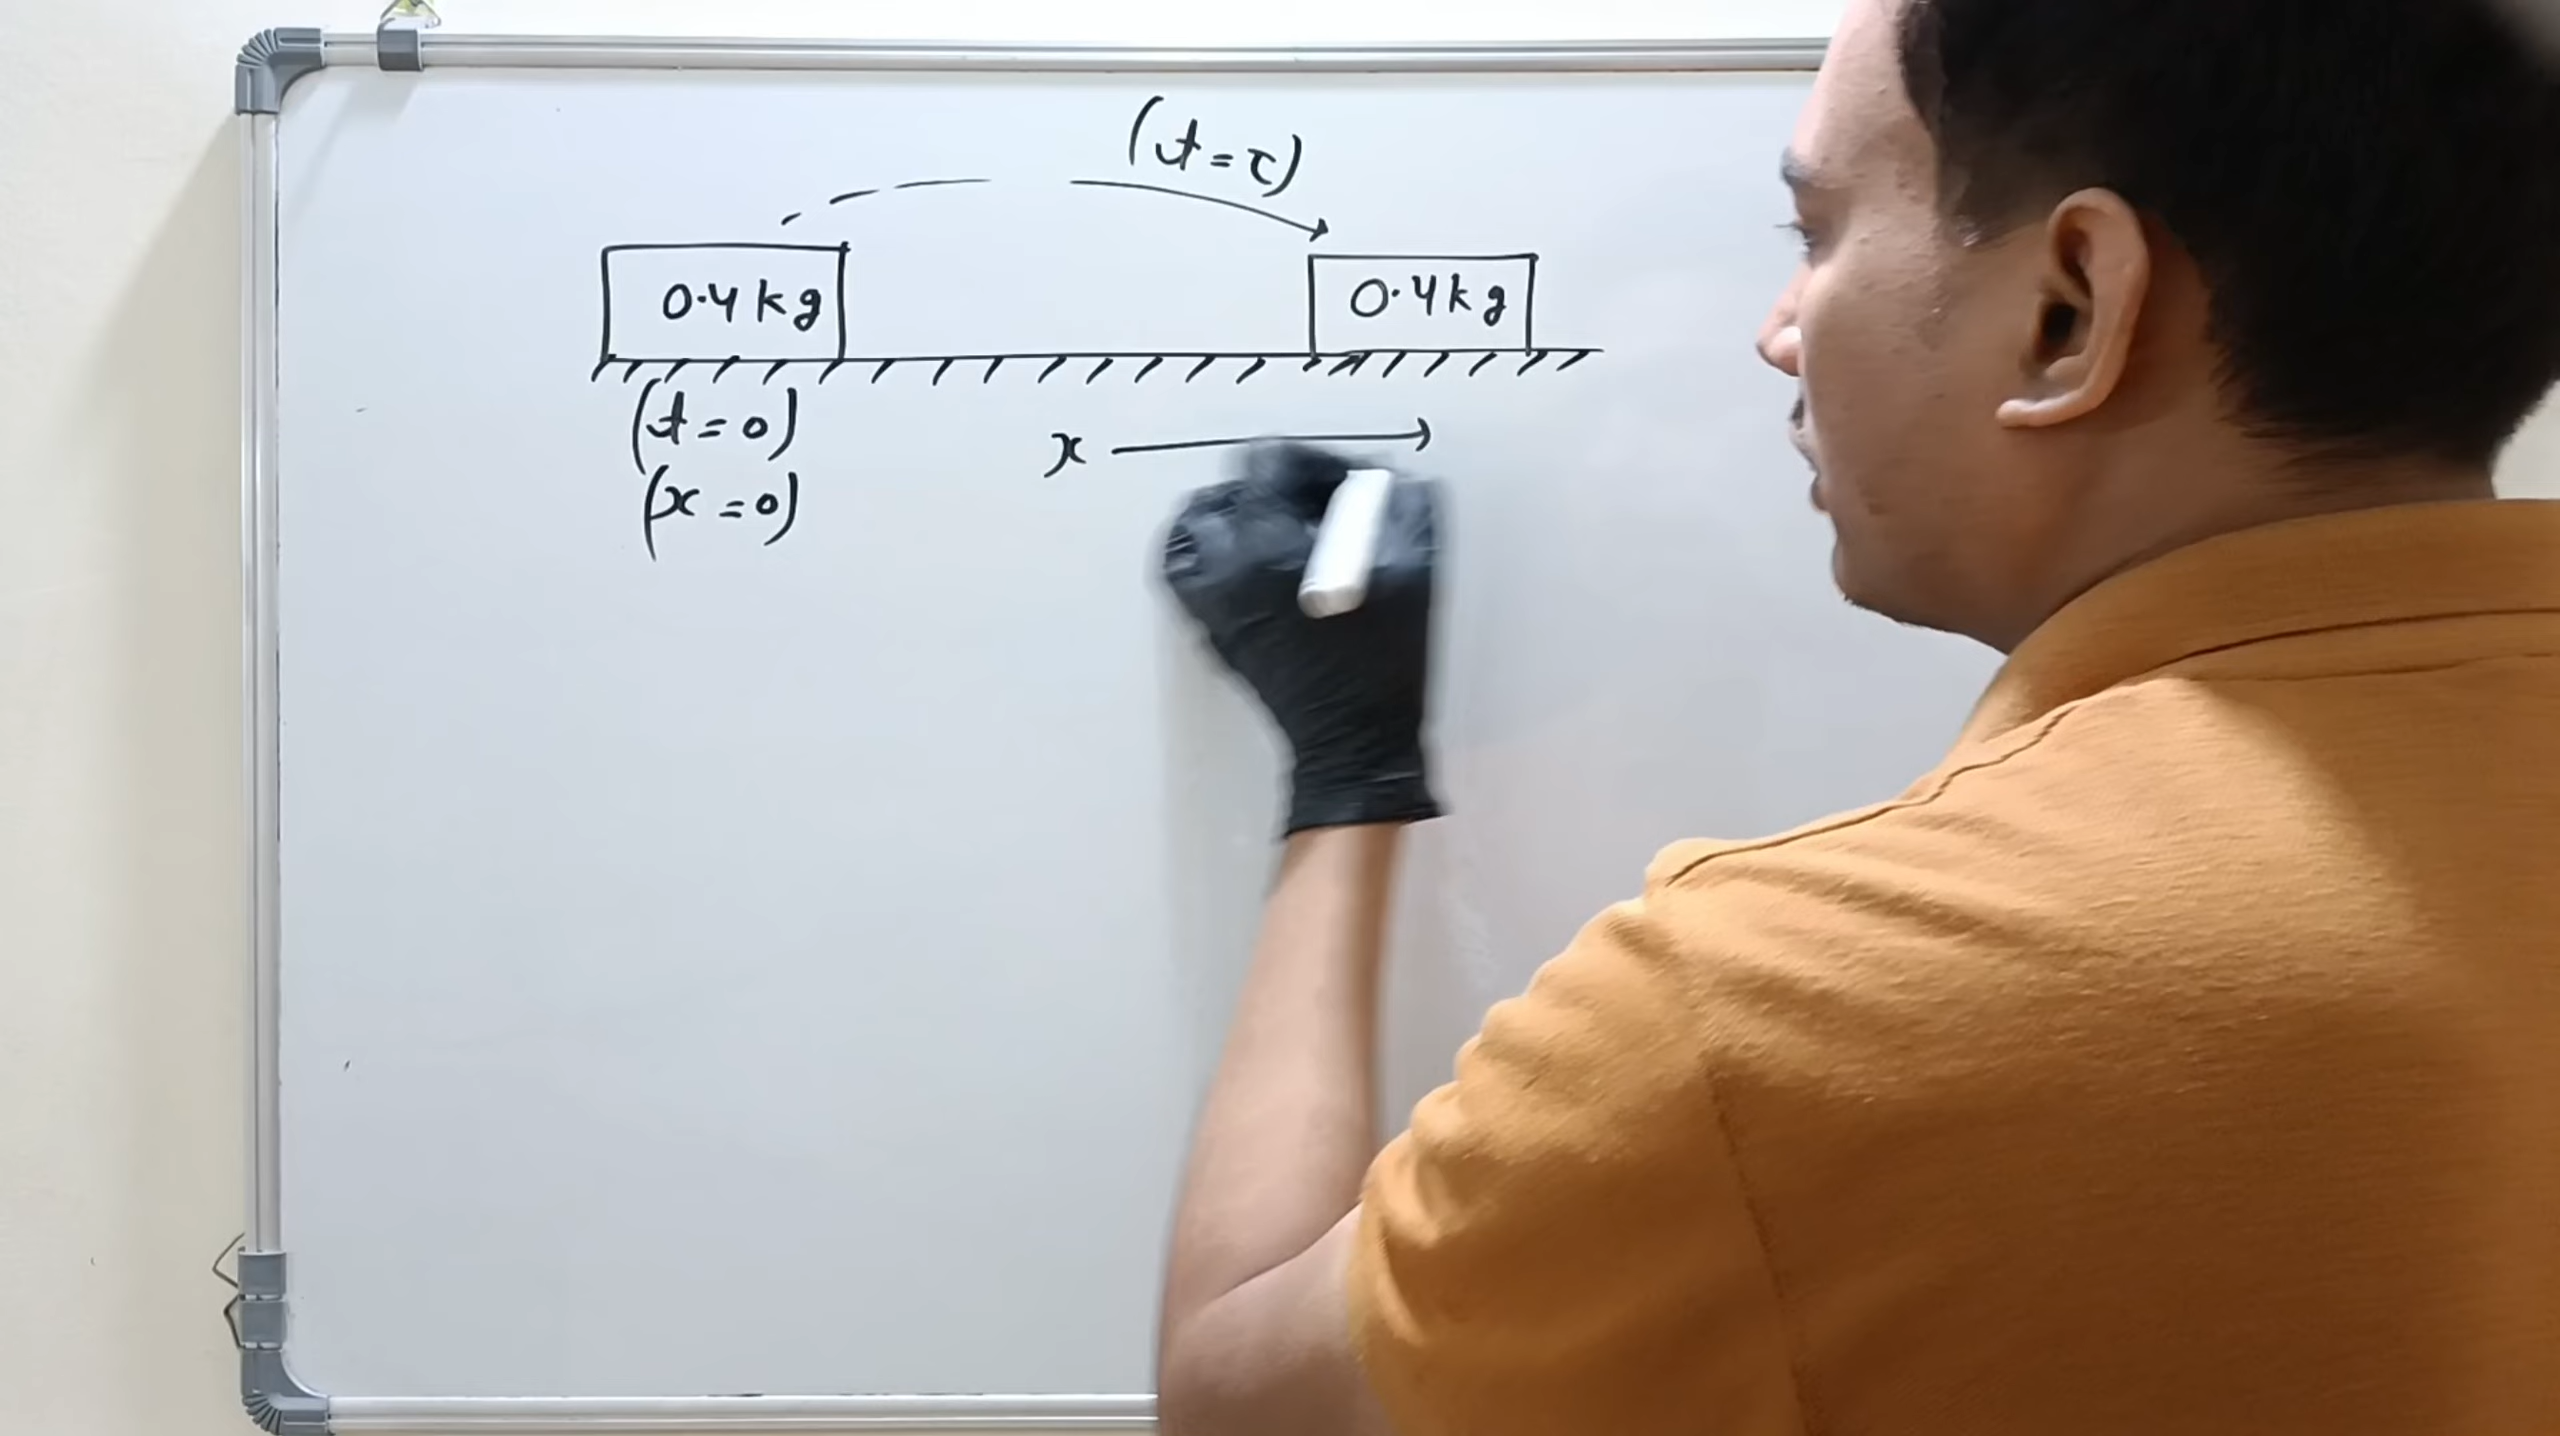 (t = τ)
0.4 kg 0.4 kg
(t = 0)
x
(x = 0)